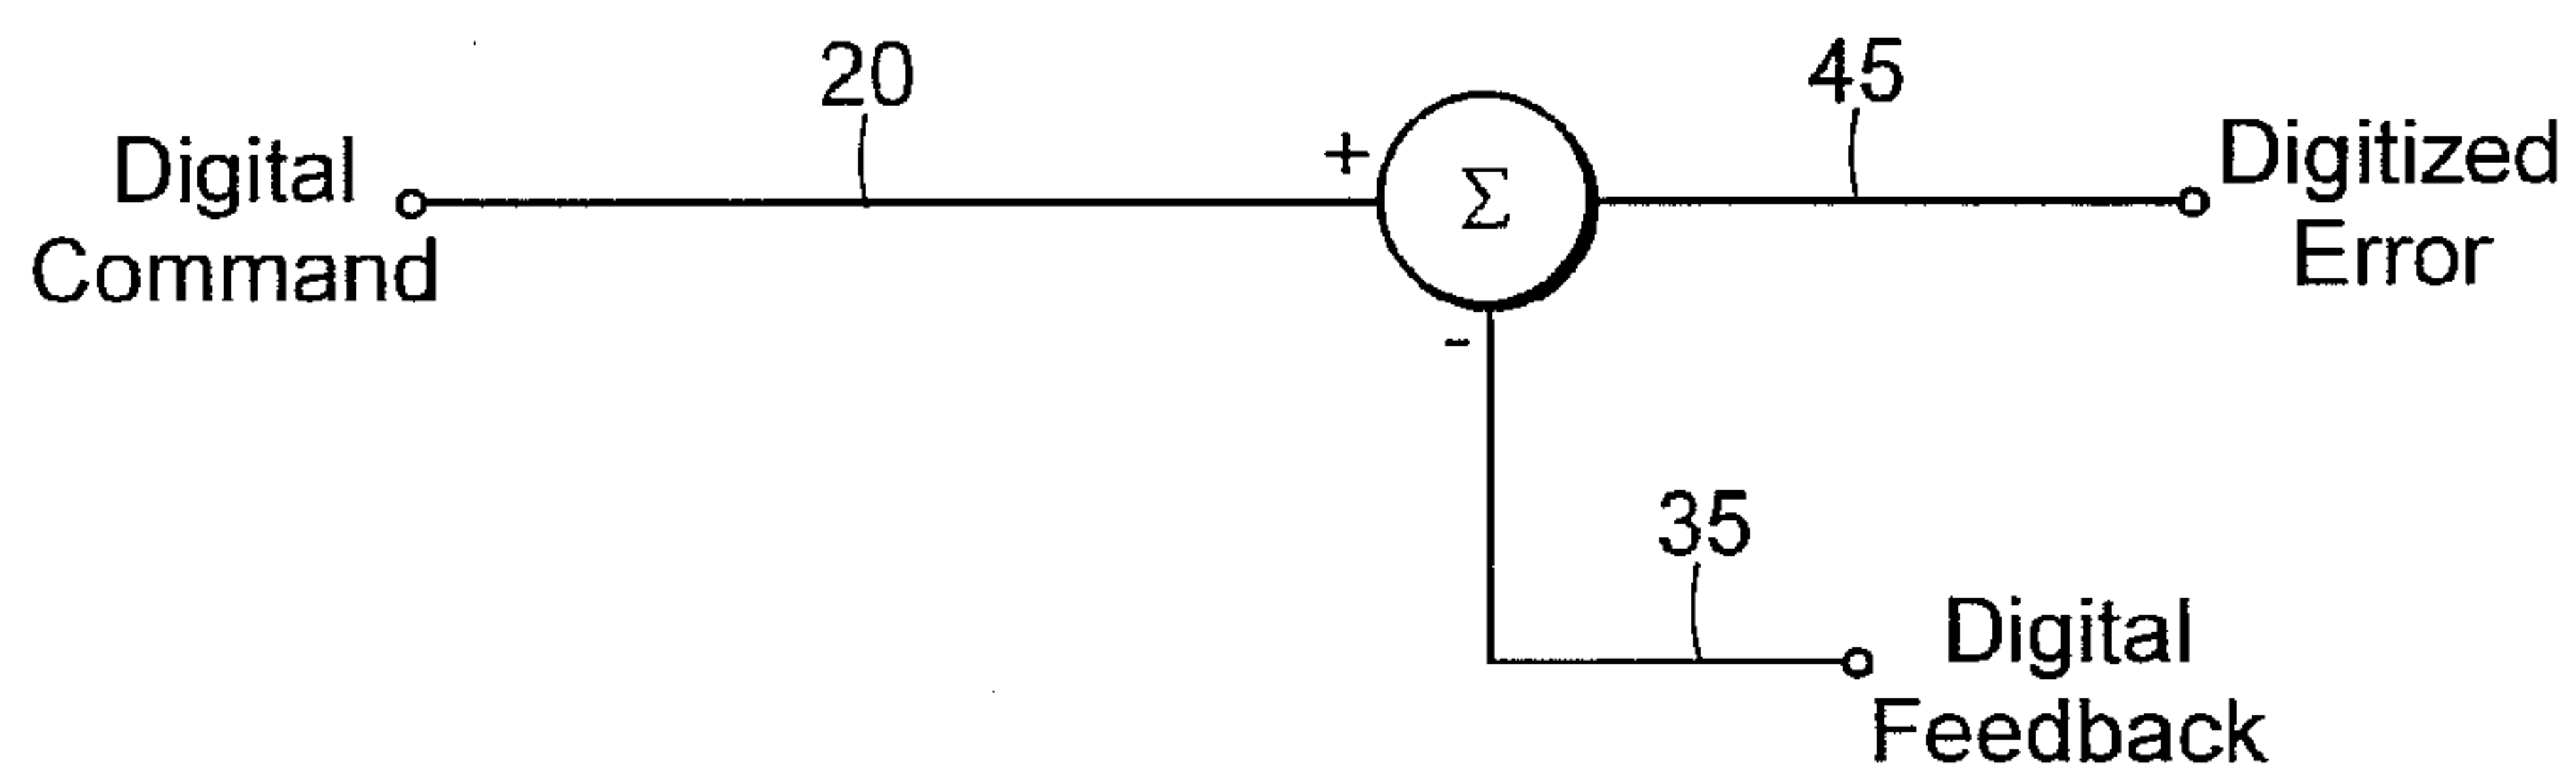 20
45
Digital
Command
+
Σ
Digitized
Error
-
35
Digital
Feedback